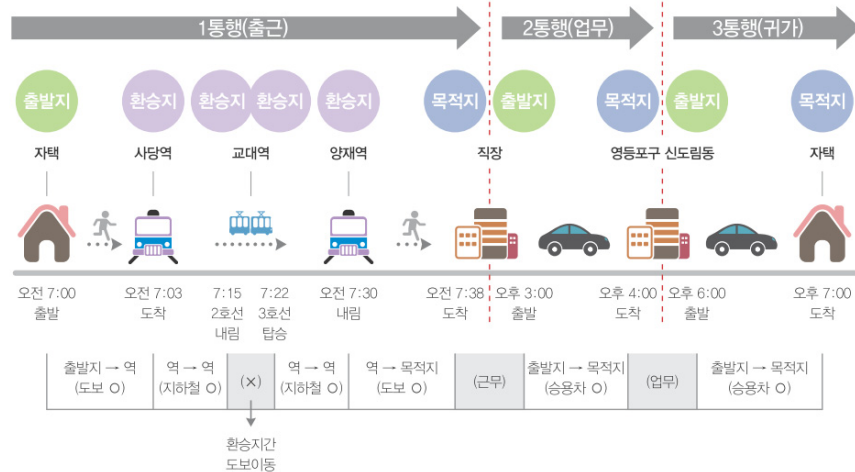 1통행(출근) 2통행(업무) 3통행(귀가)
출발지 환승지 환승지 환승지 환승지 목적지 출발지 목적지 출발지 목적지
자택 사당역 교대역 양재역 직장 영등포구 신도림동 자택
오전 7:00 오전 7:03 7:15 7:22 오전 7:30 오전 7:38 오후 3:00 오후 4:00 오후 6:00 오후 7:00
출발 도착 2호선 3호선 내림 도착 출발 도착 출발 도착
내림 탑승
출발지 → 역 역 → 역 (×) 역 → 역 역 → 목적지 (근무) 출발지 → 목적지 (업무) 출발지 → 목적지
(도보 O) (지하철 O) (지하철 O) (도보 O) (승용차 O) (승용차 O)
환승지간
도보이동